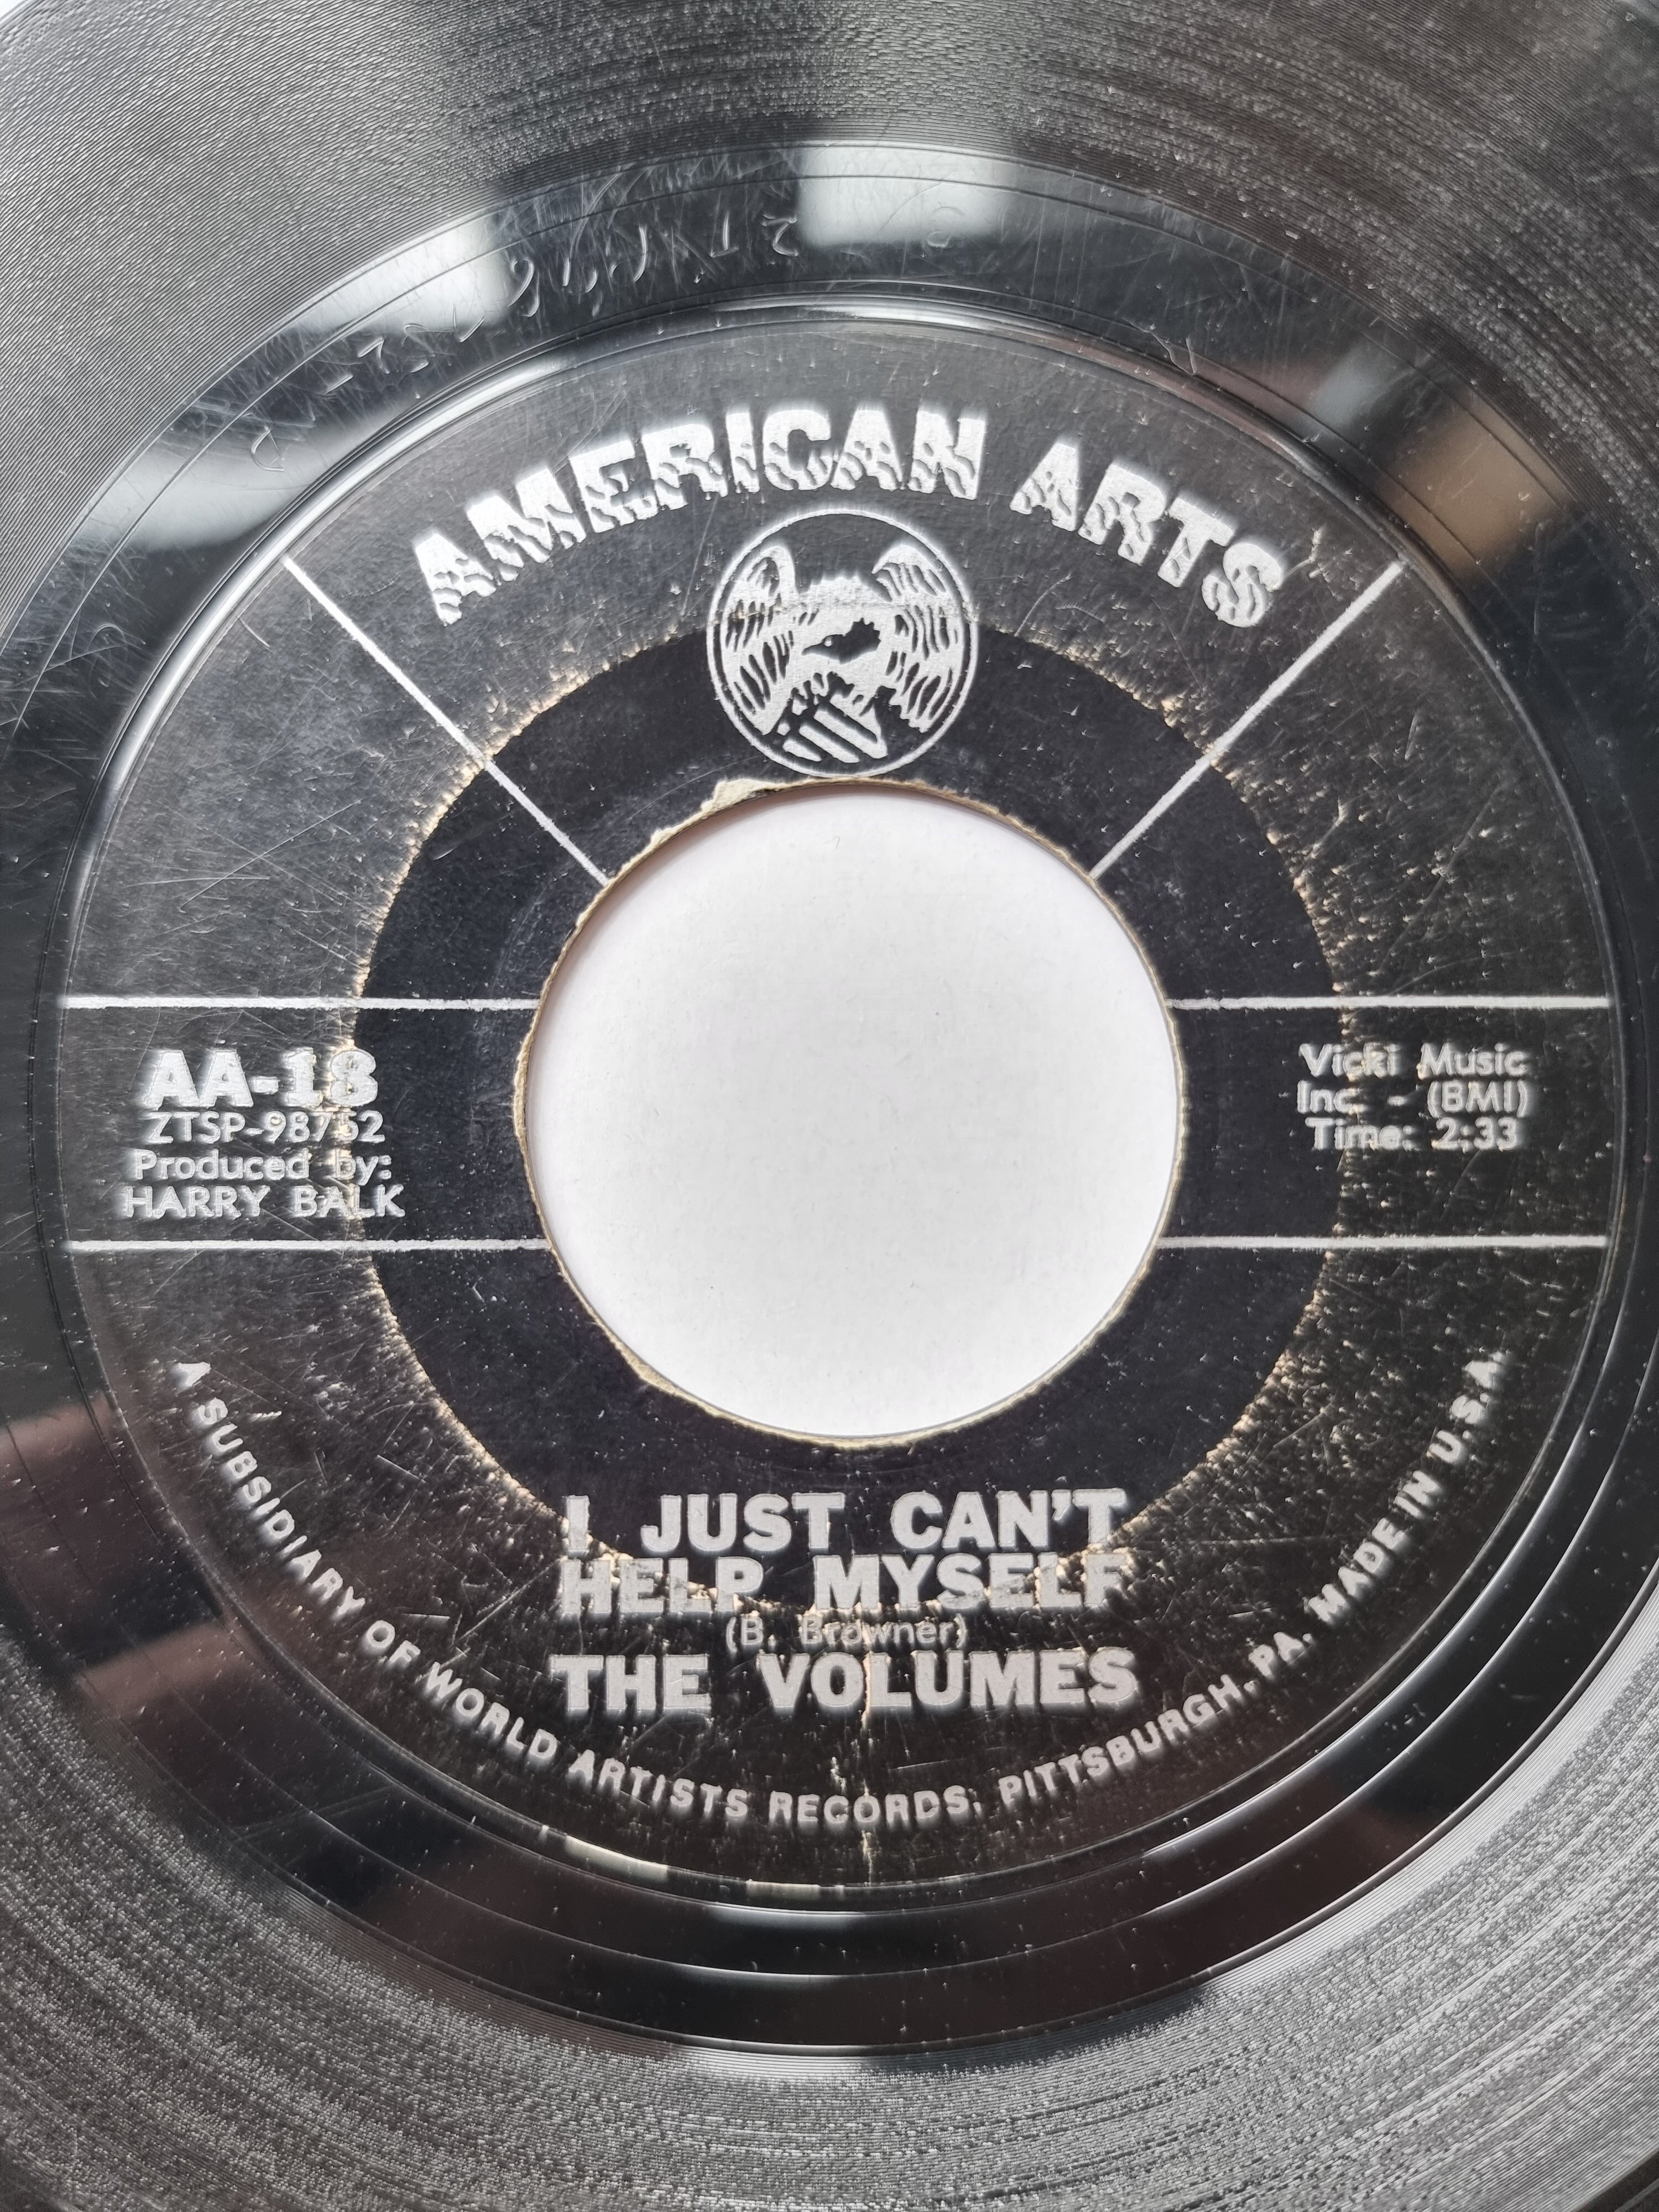 AMERICAN ARTS
AA-18
ZTSP-98752
Produced by:
HARRY BALK
Vicki Music
Inc. - (BMI)
Time: 2:33
I JUST CAN'T
HELP MYSELF
(B. Browner)
THE VOLUMES
A SUBSIDIARY OF WORLD ARTISTS RECORDS, PITTSBURGH, PA. MADE IN U.S.A.